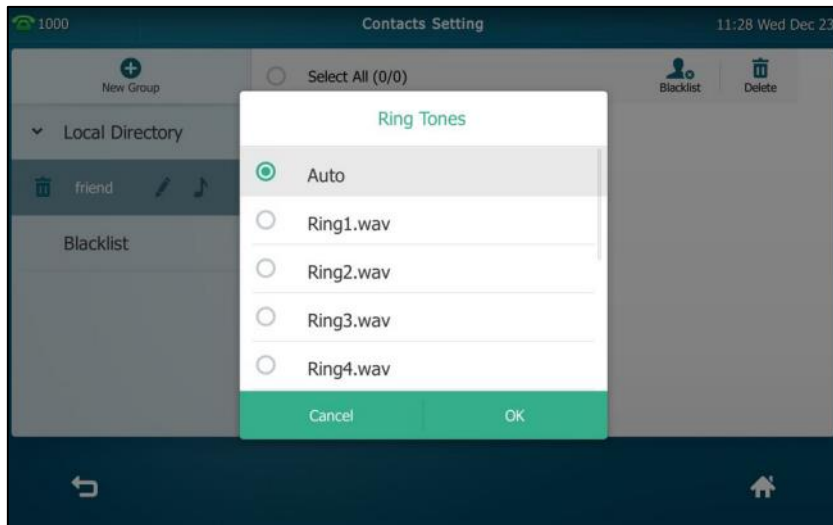 1000
Contacts Setting
11:28 Wed Dec 23
New Group
Select All (0/0)
Blacklist
Delete
Local Directory
friend
Blacklist
Ring Tones
Auto
Ring1.wav
Ring2.wav
Ring3.wav
Ring4.wav
Cancel
OK